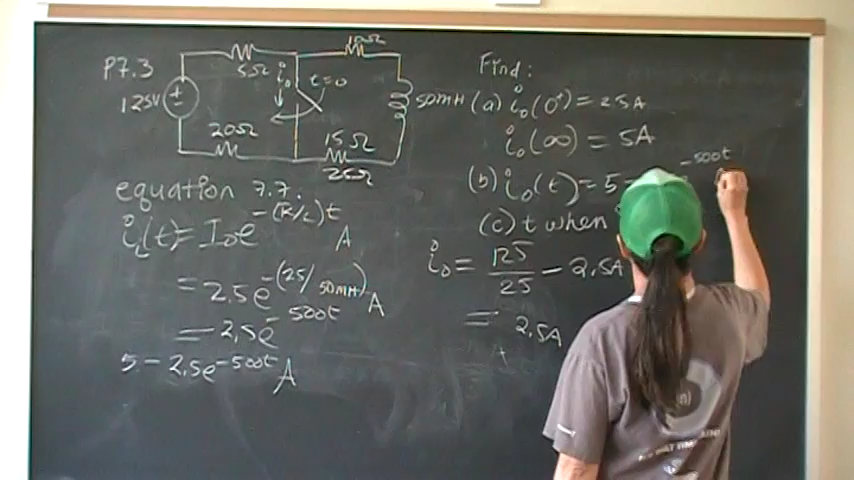 P7.3
5Ω
10Ω
i₀
t=0
125V
50mH
20Ω
15Ω
25Ω
equation 7.7.
i_L(t)= I₀e^-(R/L)t A
= 2.5e^-(25/50mH) A
= 2.5e^-500t
5 - 2.5e^-500t A
Find:
(a) i₀(0⁺) = 2.5A
i₀(∞) = 5A
(b) i₀(t) = 5 - -500t
(c) t when
i₀ = 125/25 - 2.5A
= 2.5A